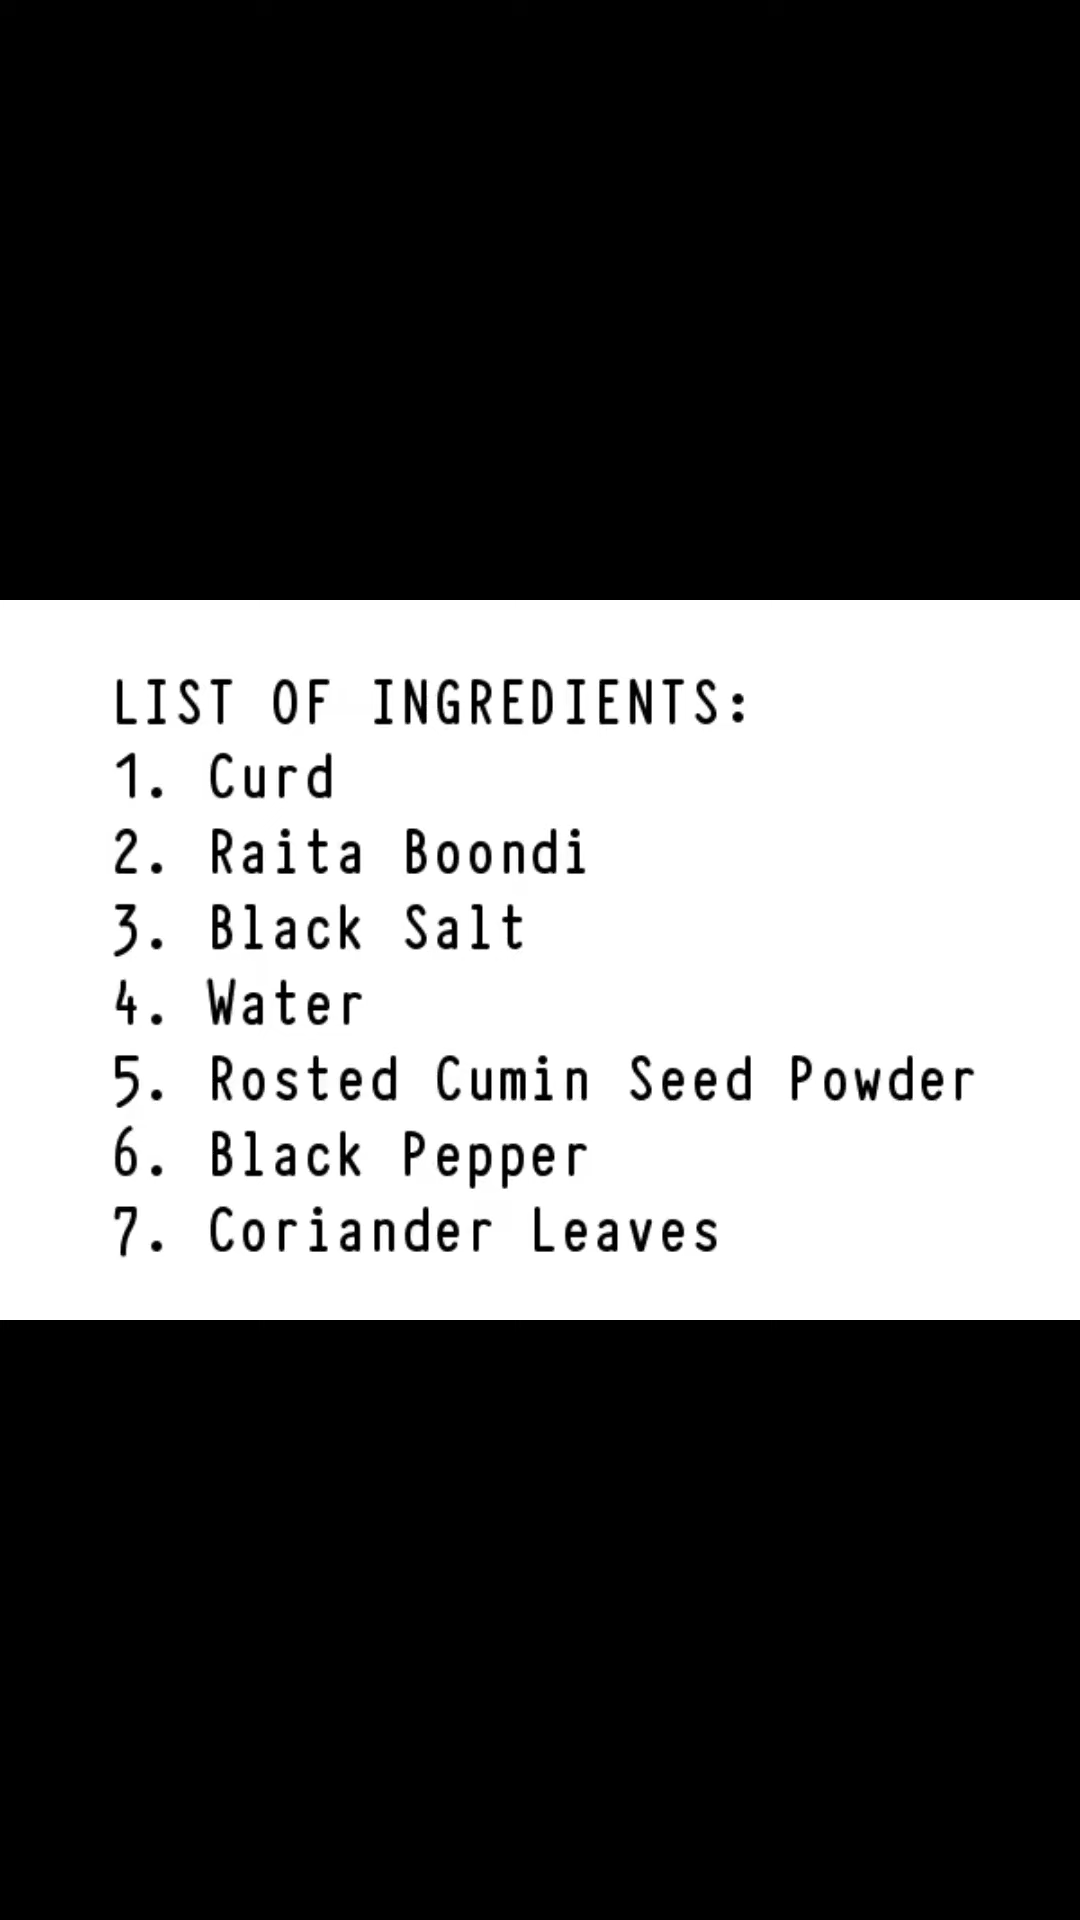 LIST OF INGREDIENTS:
1. Curd
2. Raita Boondi
3. Black Salt
4. Water
5. Rosted Cumin Seed Powder
6. Black Pepper
7. Coriander Leaves